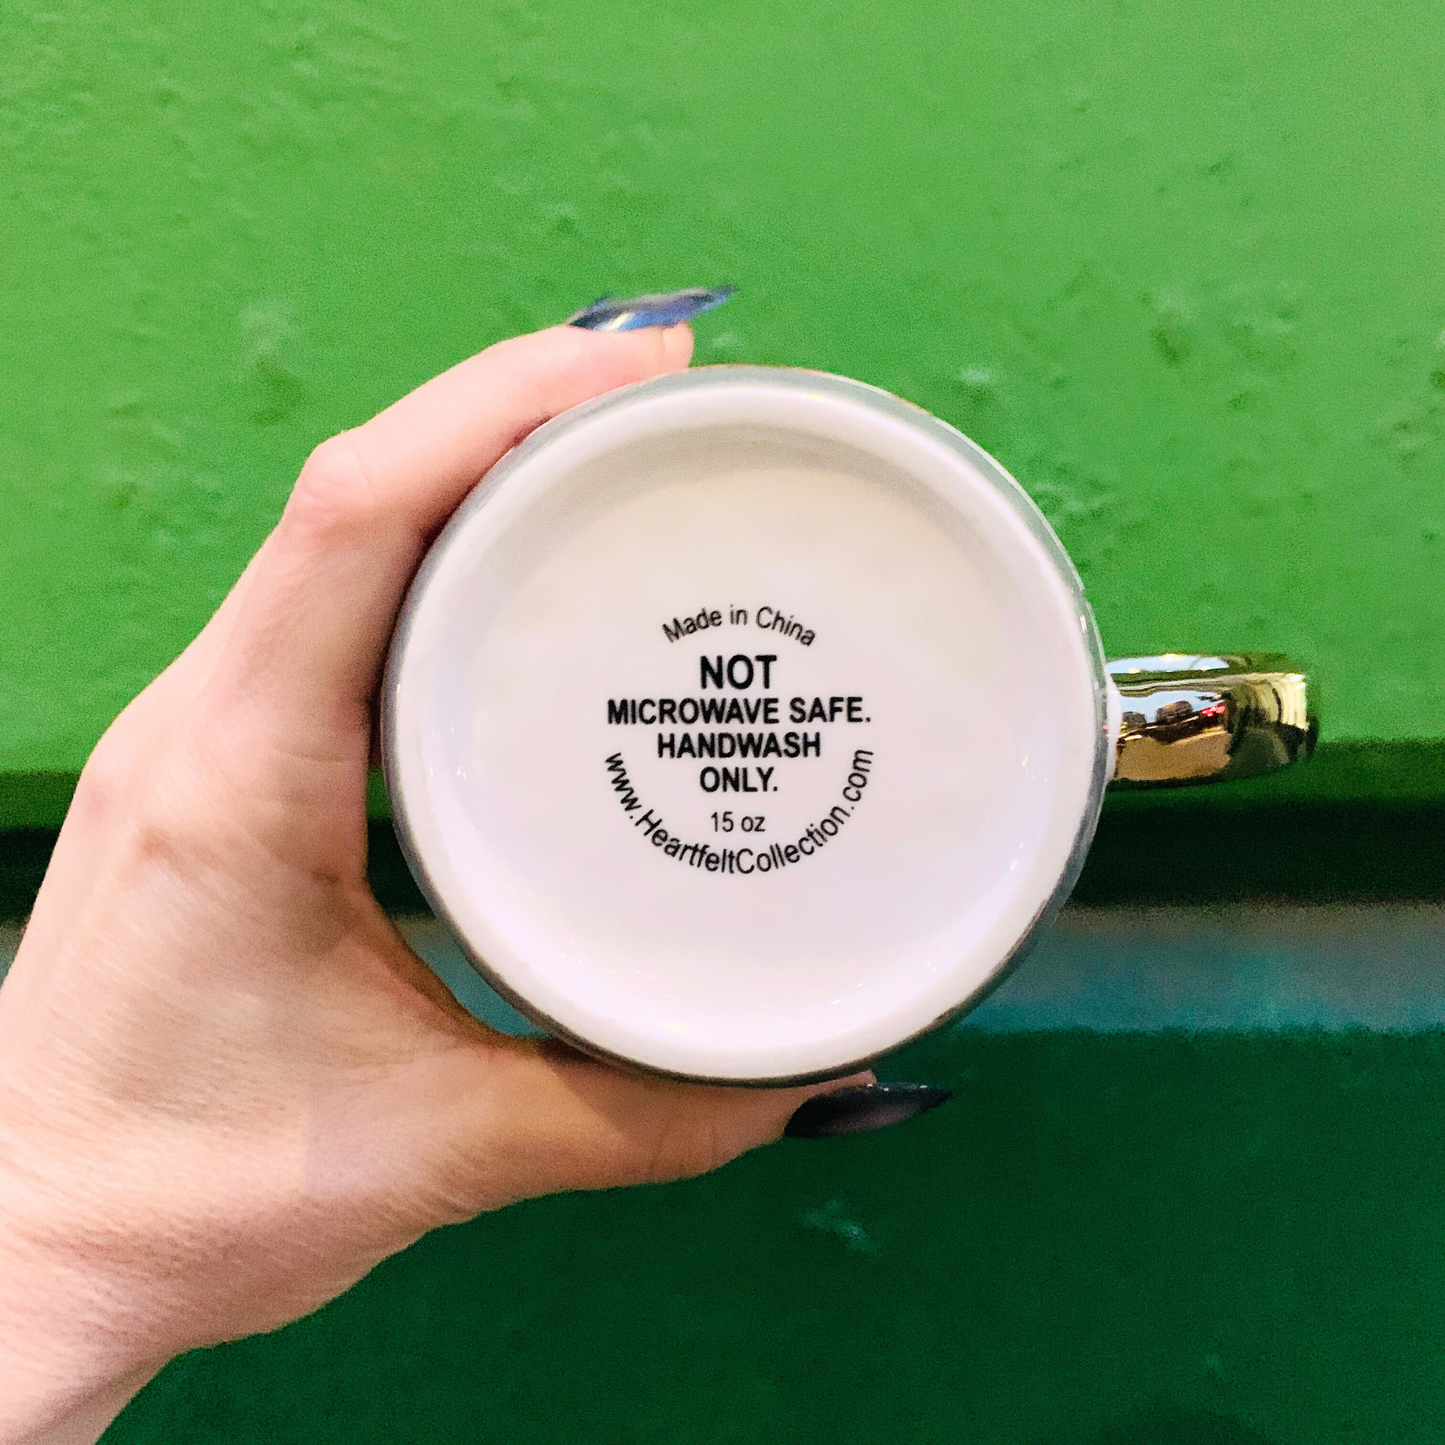 Made in China
NOT
MICROWAVE SAFE.
HANDWASH
ONLY.
15 oz
www.HeartfeltCollection.com